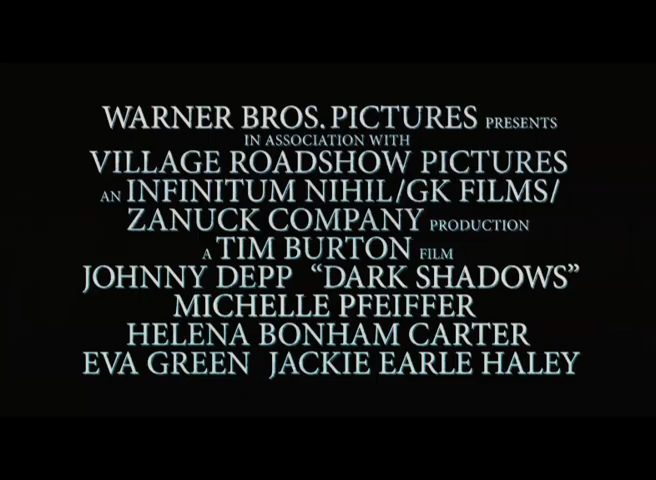 WARNER BROS. PICTURES PRESENTS
IN ASSOCIATION WITH
VILLAGE ROADSHOW PICTURES
AN INFINITUM NIHIL/GK FILMS/
ZANUCK COMPANY PRODUCTION
A TIM BURTON FILM
JOHNNY DEPP "DARK SHADOWS"
MICHELLE PFEIFFER
HELENA BONHAM CARTER
EVA GREEN JACKIE EARLE HALEY